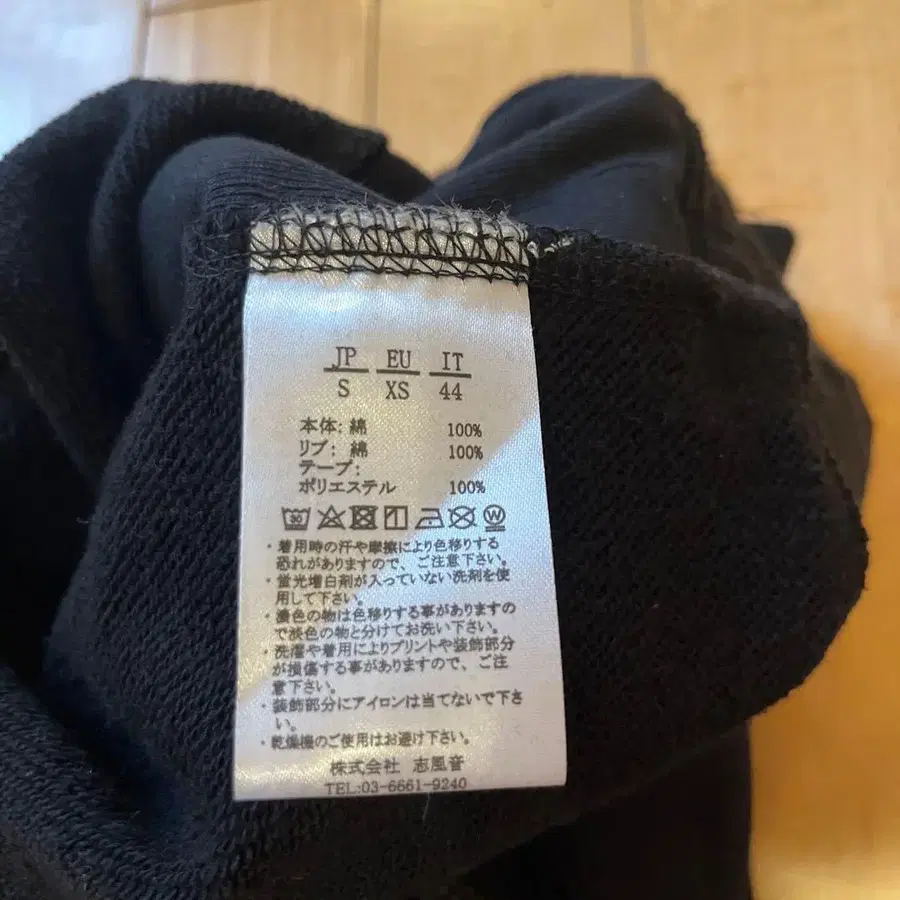 JP EU IT
S XS 44
本体: 綿 100%
リブ: 綿 100%
テープ:
ポリエステル 100%
30 W
・着用時の汗や摩擦により色移りする
恐れがありますので、ご注意下さい。
・蛍光増白剤が入っていない洗剤を使
用して下さい。
・濃色の物は色移りする事がありますの
で淡色の物と分けてお洗い下さい。
・洗濯や着用によりプリントや装飾部分
が損傷する事がありますので、ご注
意下さい。
・装飾部分にアイロンは当てないで下さ
い。
・乾燥機のご使用はお避け下さい。
株式会社 志風音
TEL:03-6661-9240